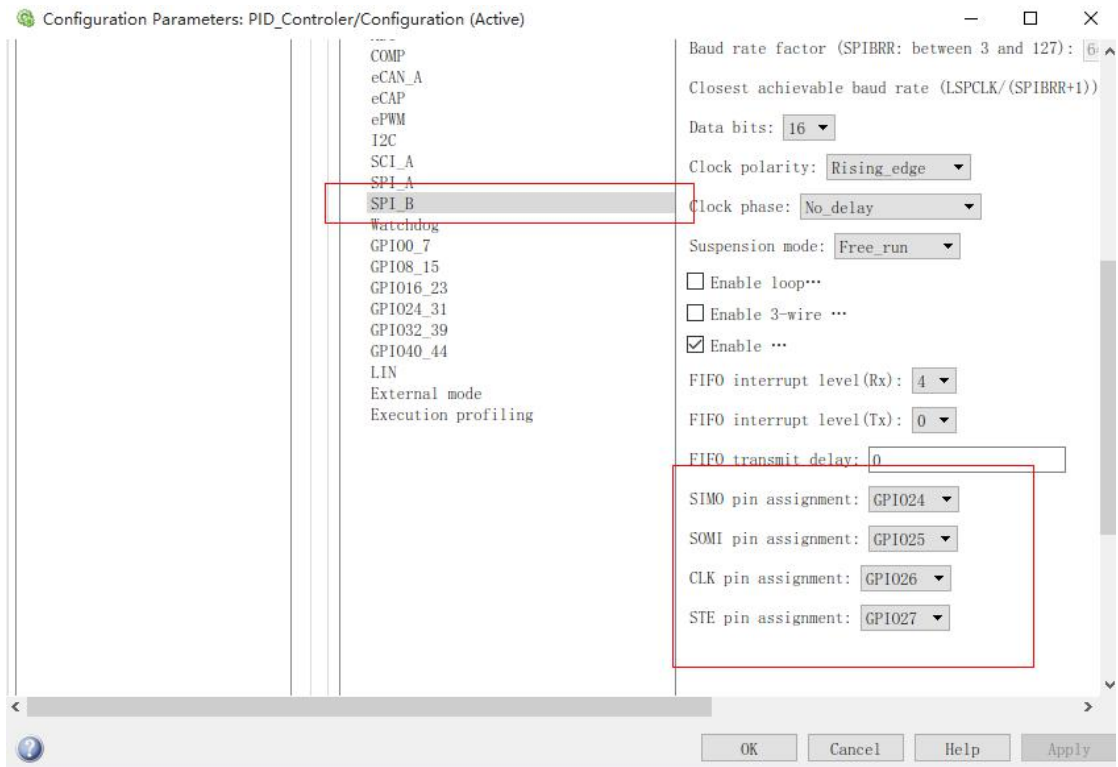 Configuration Parameters: PID_Controler/Configuration (Active)
COMP
eCAN_A
eCAP
ePWM
I2C
SCI_A
SPI_A
SPI_B
Watchdog
GPIO0_7
GPIO8_15
GPIO16_23
GPIO24_31
GPIO32_39
GPIO40_44
LIN
External mode
Execution profiling
Baud rate factor (SPIBRR: between 3 and 127):
Closest achievable baud rate (LSPCLK/(SPIBRR+1))
Data bits: 16
Clock polarity: Rising_edge
Clock phase: No_delay
Suspension mode: Free_run
Enable loop…
Enable 3-wire …
Enable …
FIFO interrupt level(Rx): 4
FIFO interrupt level(Tx): 0
FIFO transmit delay: 0
SIMO pin assignment: GPIO24
SOMI pin assignment: GPIO25
CLK pin assignment: GPIO26
STE pin assignment: GPIO27
OK
Cancel
Help
Apply